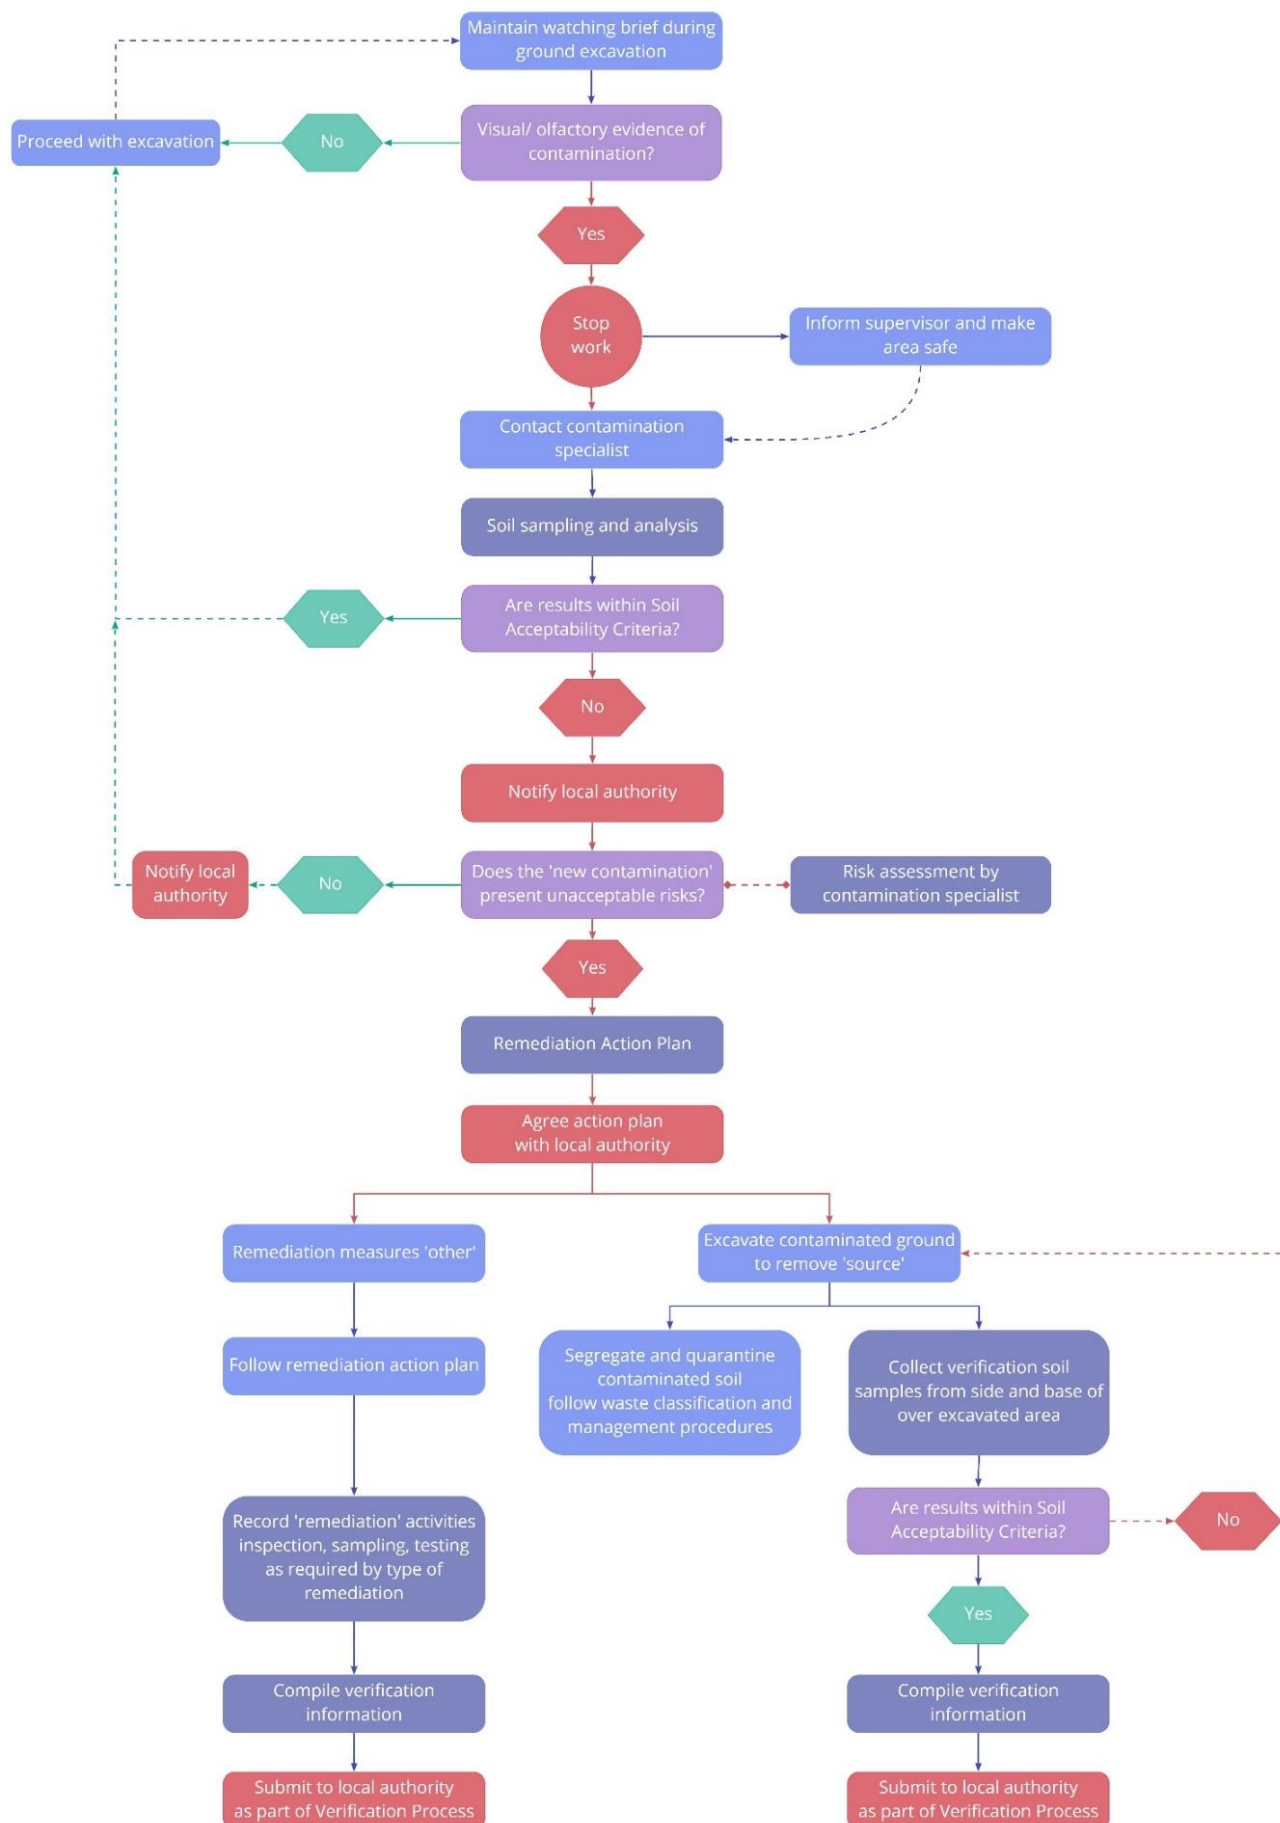 Maintain watching brief during
ground excavation
Proceed with excavation
No
Visual/ olfactory evidence of
contamination?
Yes
Stop
work
Inform supervisor and make
area safe
Contact contamination
specialist
Soil sampling and analysis
Yes
Are results within Soil
Acceptability Criteria?
No
Notify local authority
Notify local
authority
No
Does the 'new contamination'
present unacceptable risks?
Risk assessment by
contamination specialist
Yes
Remediation Action Plan
Agree action plan
with local authority
Remediation measures 'other'
Excavate contaminated ground
to remove 'source'
Follow remediation action plan
Segregate and quarantine
contaminated soil
follow waste classification and
management procedures
Collect verification soil
samples from side and base of
over excavated area
Record 'remediation' activities
inspection, sampling, testing
as required by type of
remediation
Are results within Soil
Acceptability Criteria?
No
Yes
Compile verification
information
Compile verification
information
Submit to local authority
as part of Verification Process
Submit to local authority
as part of Verification Process